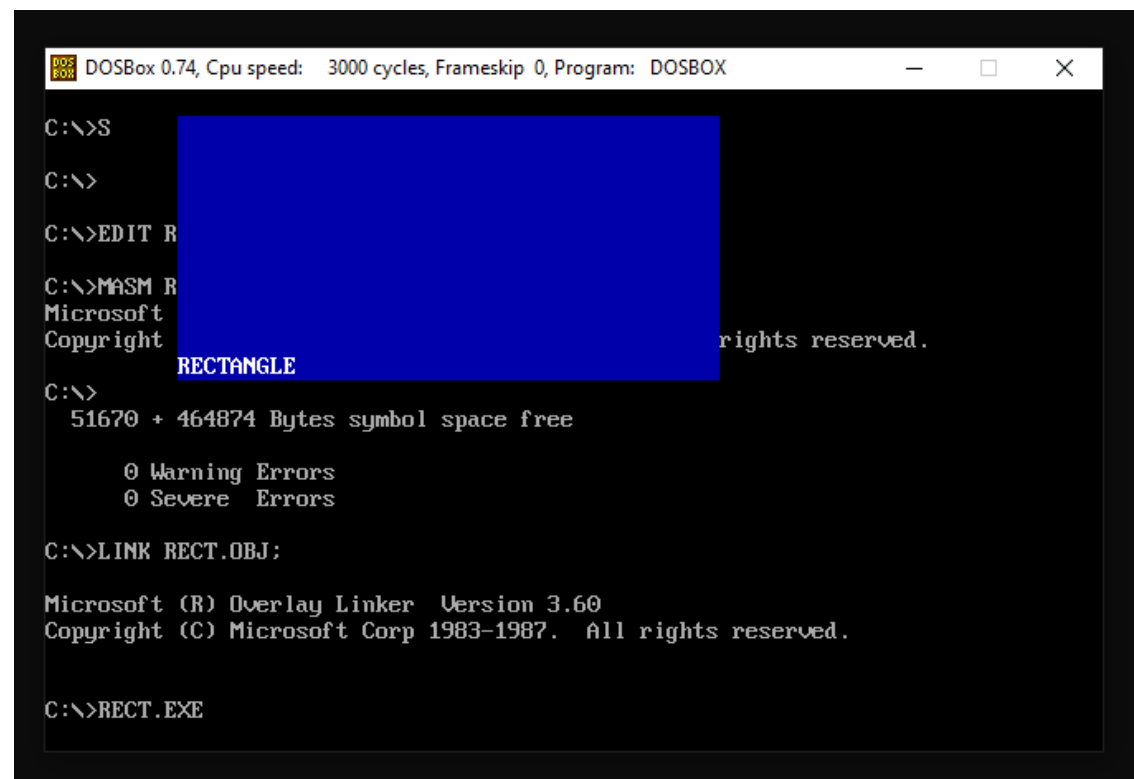 DOS BOX
DOSBox 0.74, Cpu speed: 3000 cycles, Frameskip 0, Program: DOSBOX
C:\>S
C:\>
C:\>EDIT R
C:\>MASM R
Microsoft
Copyright rights reserved.
RECTANGLE
C:\>
51670 + 464874 Bytes symbol space free
0 Warning Errors
0 Severe Errors
C:\>LINK RECT.OBJ;
Microsoft (R) Overlay Linker Version 3.60
Copyright (C) Microsoft Corp 1983-1987. All rights reserved.
C:\>RECT.EXE